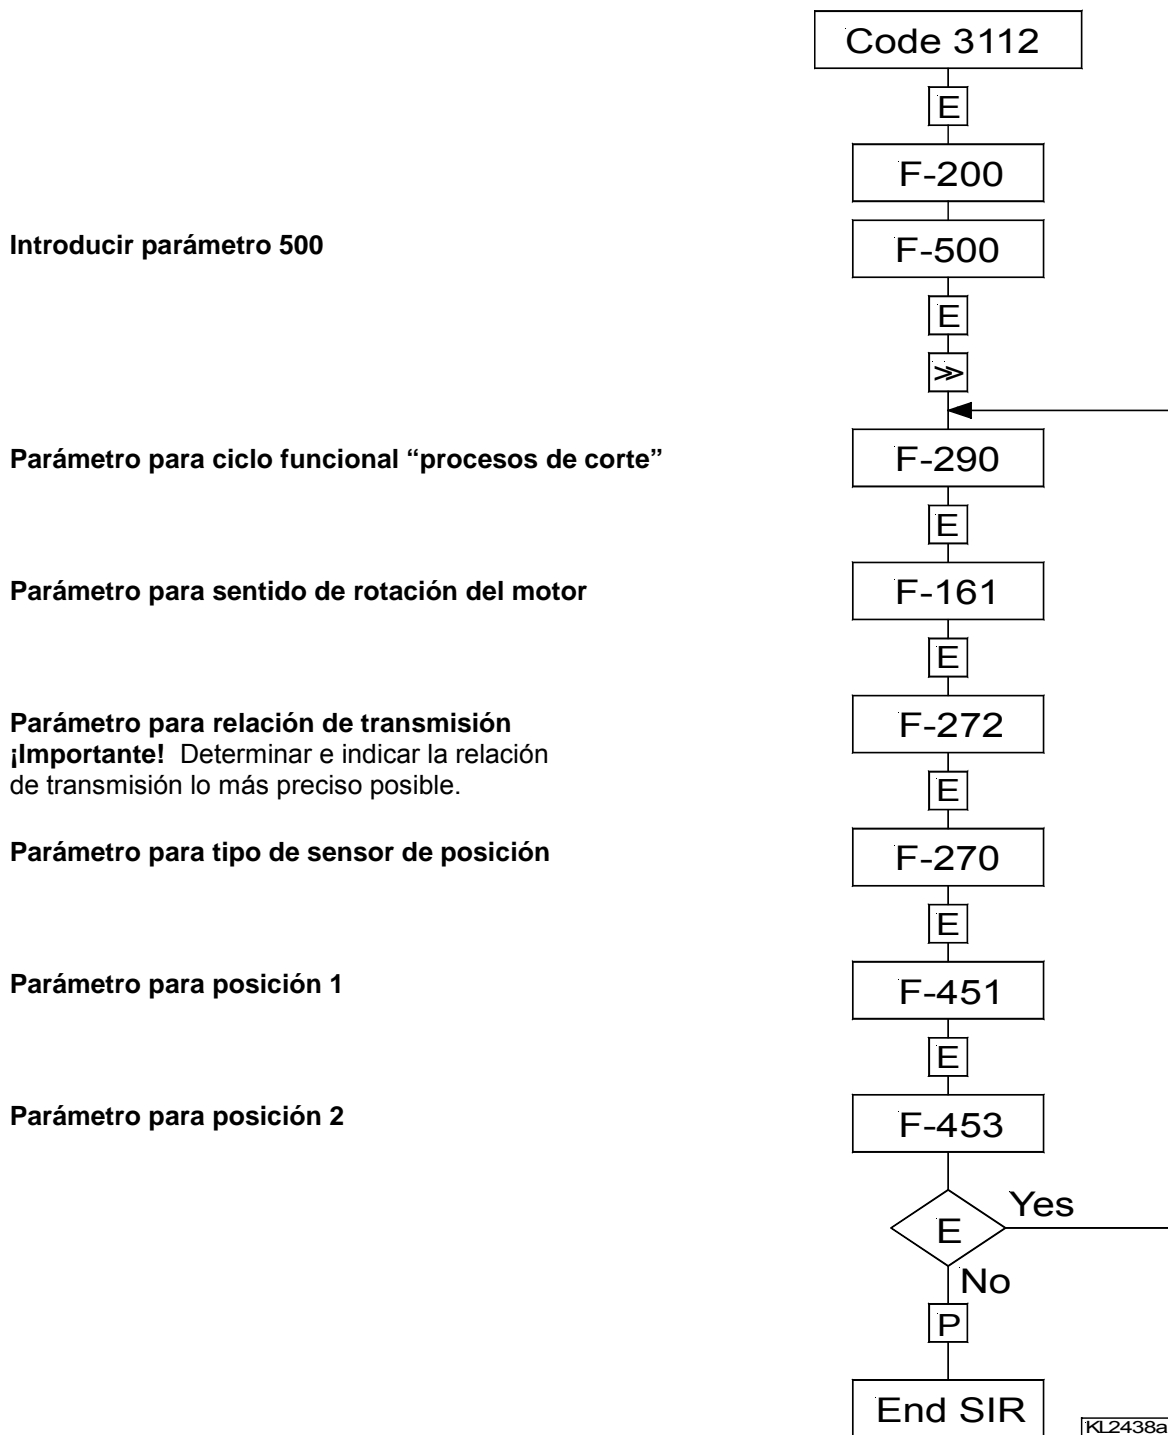 Code 3112
E
F-200
Introducir parámetro 500
F-500
E
≫
Parámetro para ciclo funcional “procesos de corte”
F-290
E
Parámetro para sentido de rotación del motor
F-161
E
Parámetro para relación de transmisión
F-272
¡Importante! Determinar e indicar la relación
de transmisión lo más preciso posible.
E
Parámetro para tipo de sensor de posición
F-270
E
Parámetro para posición 1
F-451
E
Parámetro para posición 2
F-453
Yes
E
No
P
End SIR
KL2438a